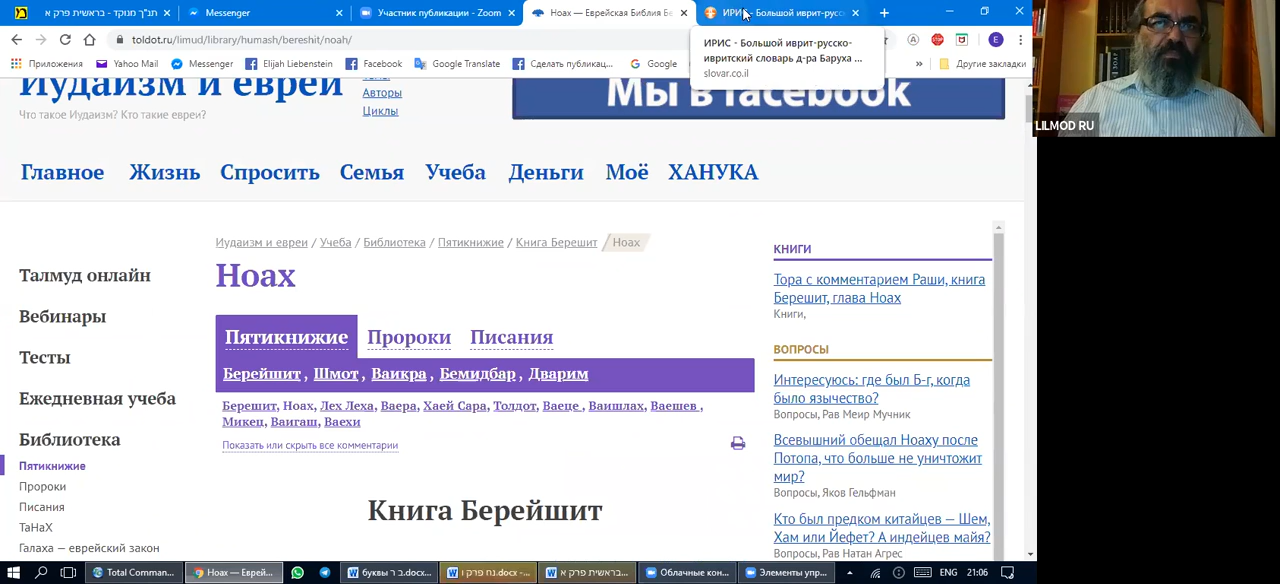 תנ"ך מנוקד - בראשית פרק א
Messenger
Участник публикации - Zoom
Ноах — Еврейская Библия Бе
ИРИС - Большой иврит-русс
toldot.ru/limud/library/humash/bereshit/noah/
ИРИС - Большой иврит-русско-
ивритский словарь д-ра Баруха ...
slovar.co.il
Приложения
Yahoo Mail
Messenger
Elijah Liebenstein
Facebook
Google Translate
Сделать публикац...
Google
»
Другие закладки
Иудаизм и евреи
Что такое Иудаизм? Кто такие евреи?
Авторы
Циклы
Мы в facebook
LILMOD RU
Главное Жизнь Спросить Семья Учеба Деньги Моё ХАНУКА
Иудаизм и евреи / Учеба / Библиотека / Пятикнижие / Книга Берешит / Ноах
Ноах
Пятикнижие Пророки Писания
Берейшит , Шмот , Ваикра , Бемидбар , Дварим
Берешит, Ноах, Лех Леха, Ваера, Хаей Сара, Толдот, Ваеце , Ваишлах, Ваешев ,
Микец, Ваигаш, Ваехи
Показать или скрыть все комментарии
Книга Берейшит
Талмуд онлайн
Вебинары
Тесты
Ежедневная учеба
Библиотека
Пятикнижие
Пророки
Писания
ТаНаХ
Галаха — еврейский закон
КНИГИ
Тора с комментарием Раши, книга
Берешит, глава Ноах
Книги,
ВОПРОСЫ
Интересуюсь: где был Б-г, когда
было язычество?
Вопросы, Рав Меир Мучник
Всевышний обещал Ноаху после
Потопа, что больше не уничтожит
мир?
Вопросы, Яков Гельфман
Кто был предком китайцев — Шем,
Хам или Йефет? А индейцев майя?
Вопросы, Рав Натан Агрес
Total Comman...
Ноах — Еврей...
буквы ב ר.docx...
נח פרק ו.docx -...
בראשית פרק א...
Облачные кон...
Элементы упр...
ENG
21:06